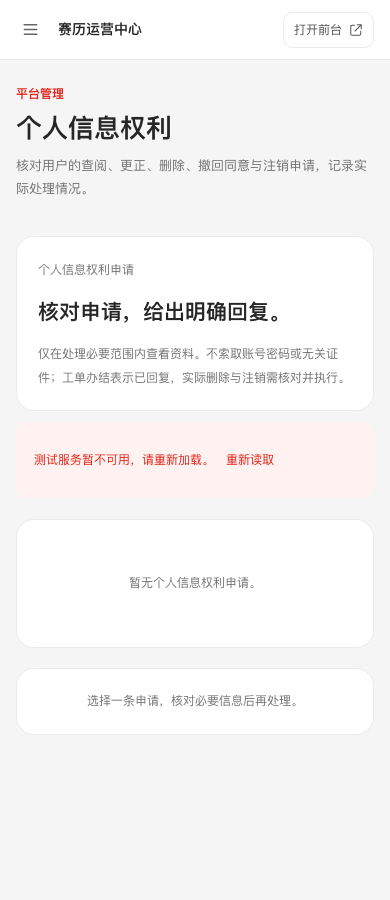 赛历运营中心
打开前台
平台管理
个人信息权利
核对用户的查阅、更正、删除、撤回同意与注销申请，记录实
际处理情况。
个人信息权利申请
核对申请，给出明确回复。
仅在处理必要范围内查看资料。不索取账号密码或无关证
件；工单办结表示已回复，实际删除与注销需核对并执行。
测试服务暂不可用，请重新加载。 重新读取
暂无个人信息权利申请。
选择一条申请，核对必要信息后再处理。